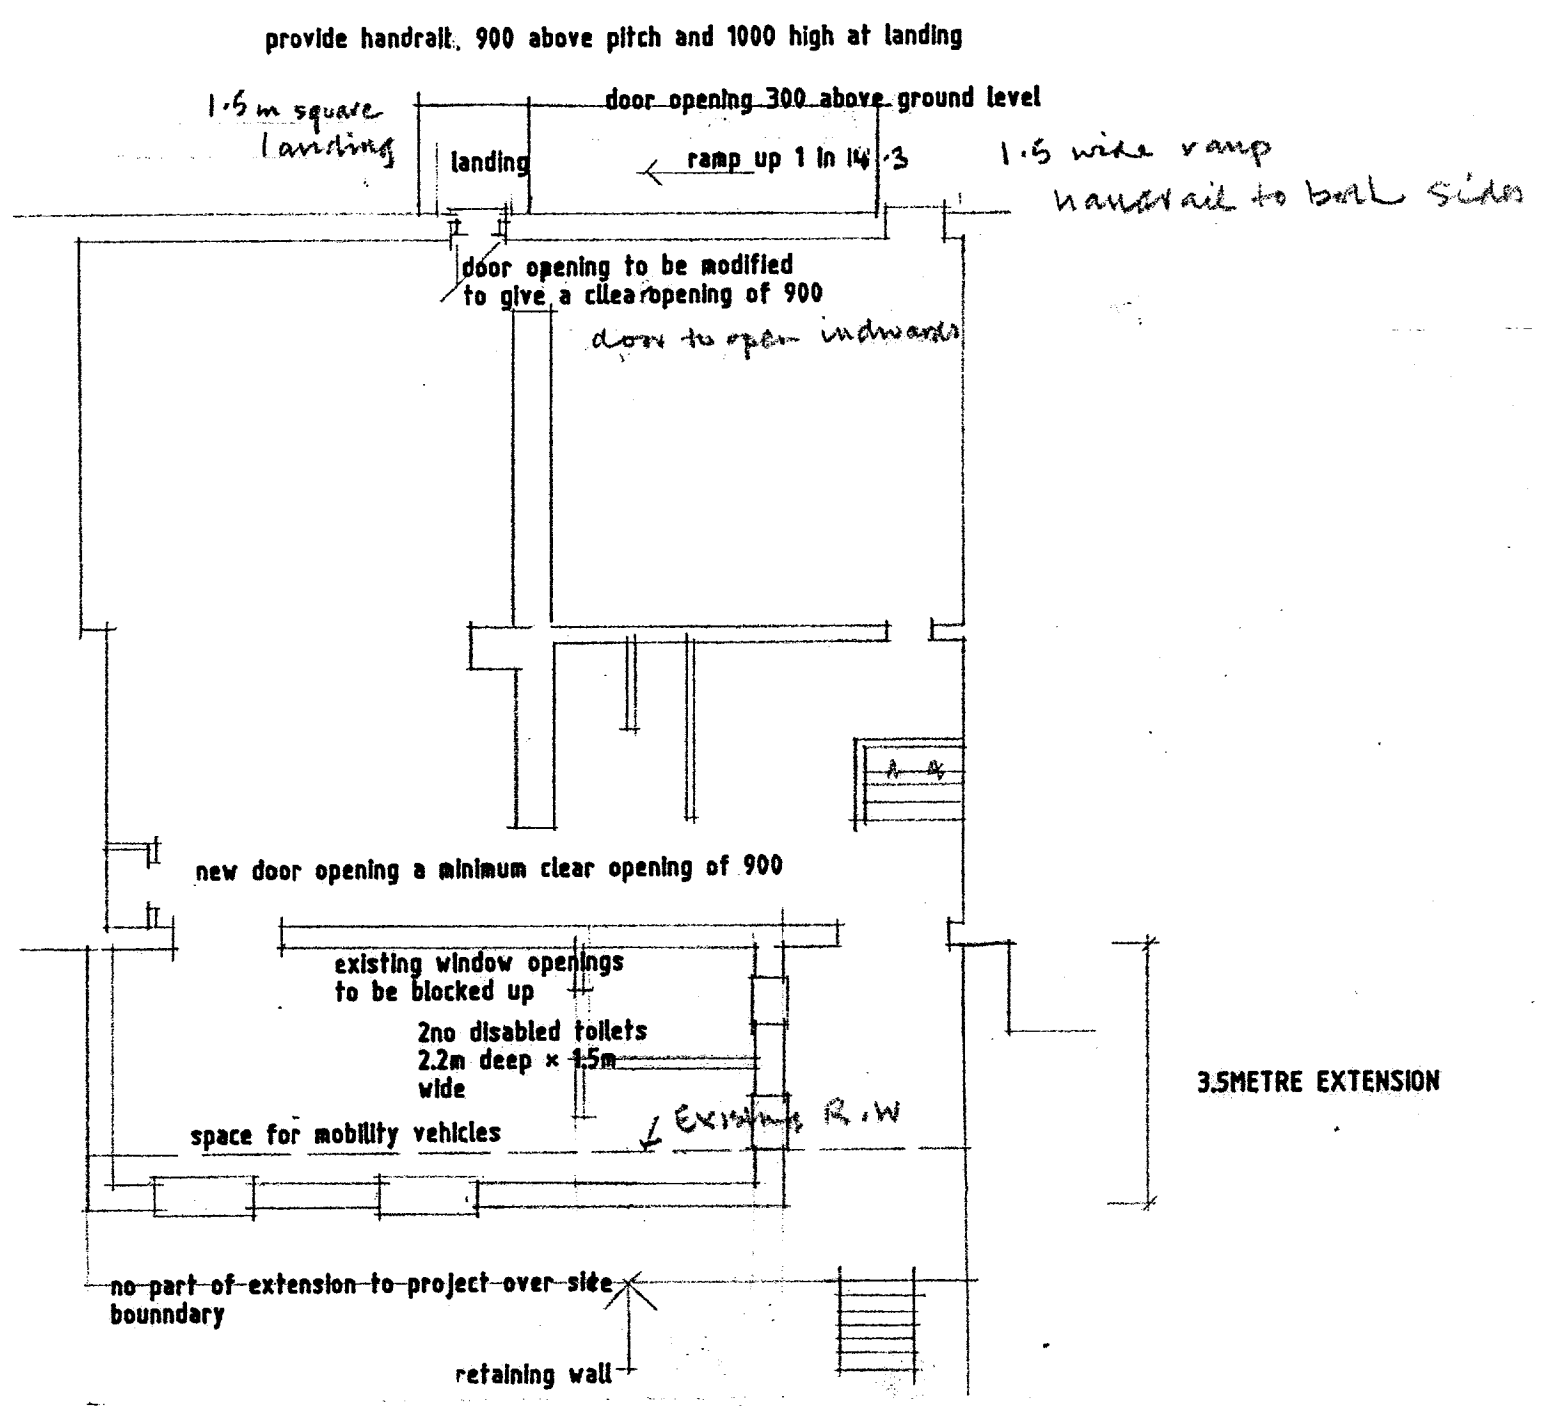 provide handrail. 900 above pitch and 1000 high at landing
1.5m square
landing
door opening 300 above ground level
landing
ramp up 1 in 14.3
1.5 wide ramp
handrail to both sides
door opening to be modified
to give a cllear opening of 900
door to open indwards
new door opening a minimum clear opening of 900
existing window openings
to be blocked up
2no disabled toilets
2.2m deep × 1.5m
wide
3.5METRE EXTENSION
Existing R.W
space for mobility vehicles
no part of extension to project over site
bounndary
retaining wall